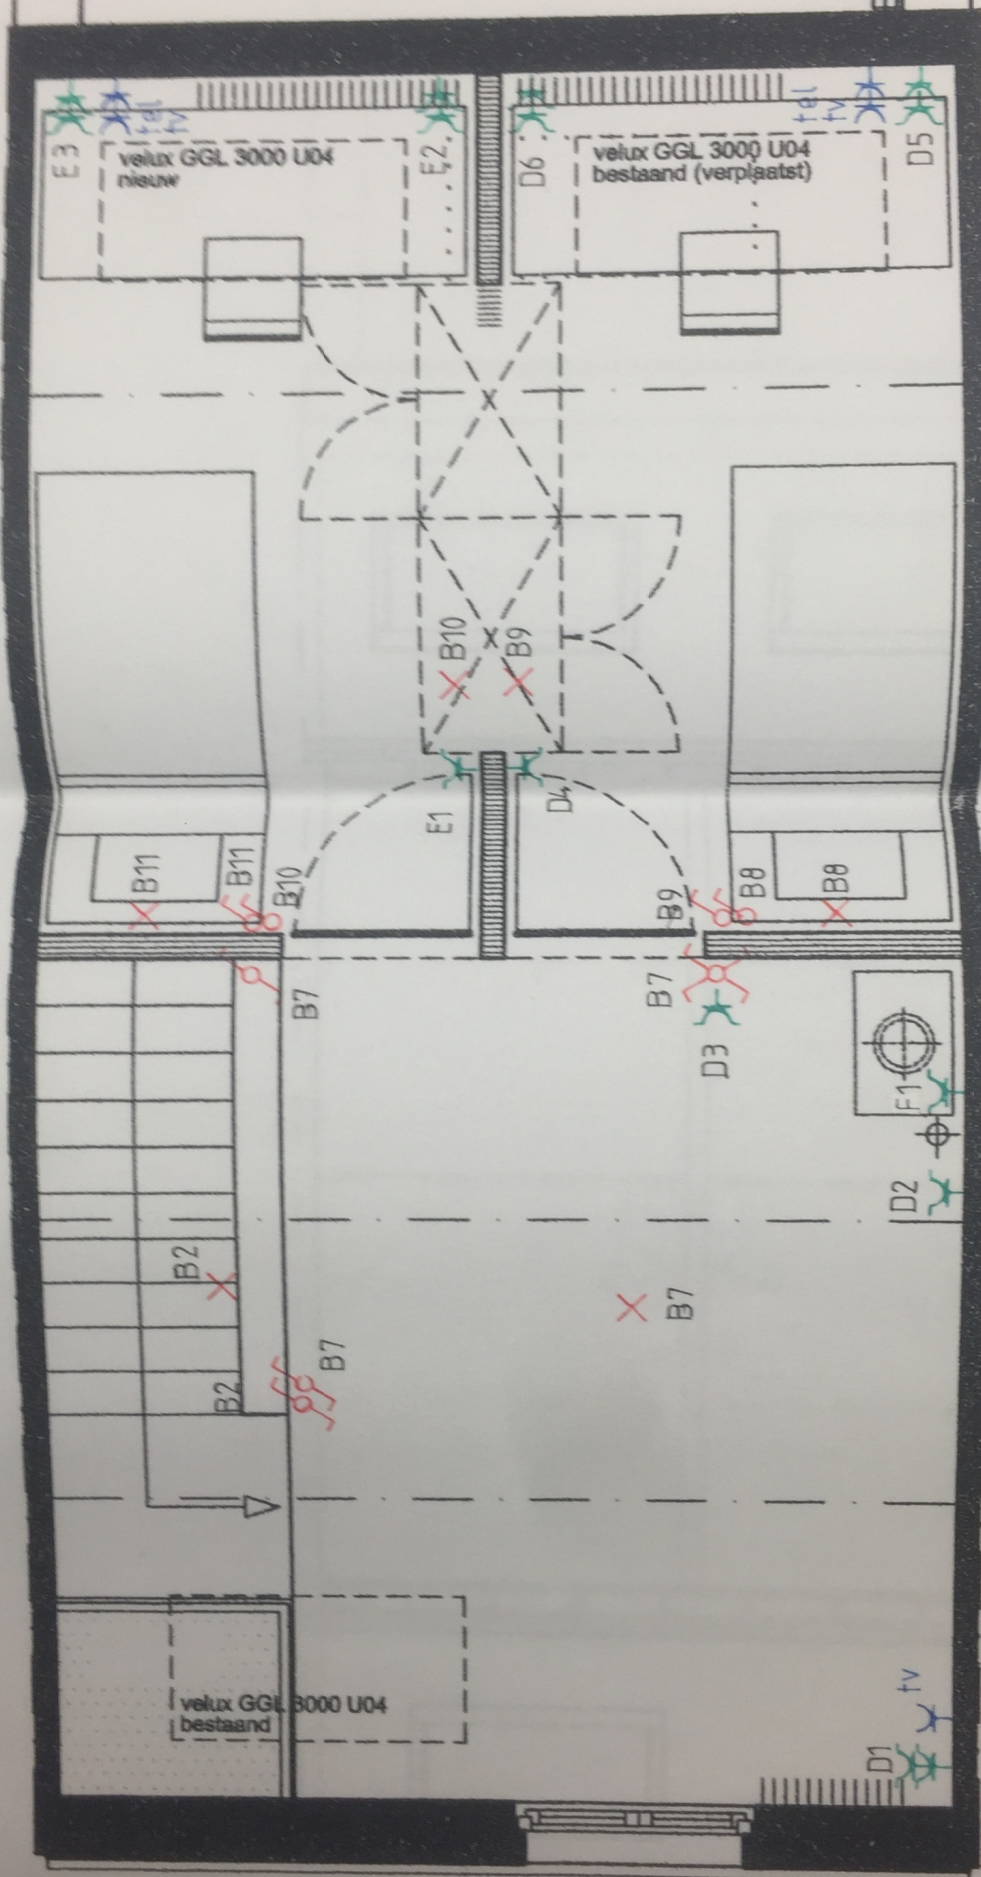 E3
tel
tv
velux GGL 3000 U04
nieuw
E2
D6
velux GGL 3000 U04
bestaand (verplaatst)
tel
tv
D5
B10
B9
E1
D4
B11
B11
B10
B9
B8
B8
B7
B7
D3
F1
D2
B2
B7
B2
B7
velux GGL 3000 U04
bestaand
tv
D1